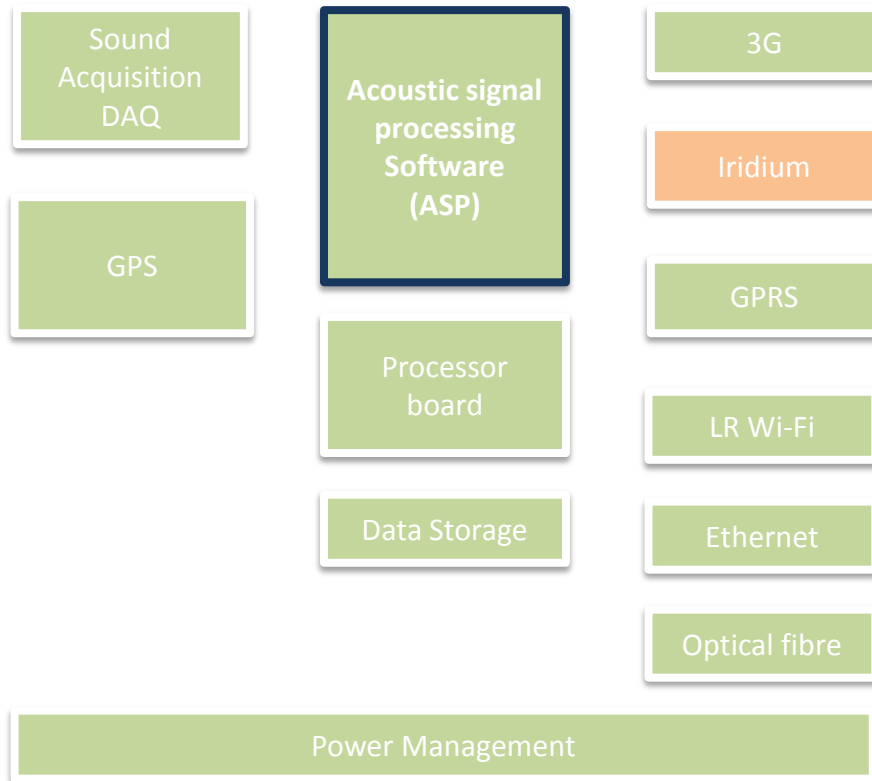 Sound
Acquisition
DAQ
GPS
Acoustic signal
processing
Software
(ASP)
Processor
board
Data Storage
3G
Iridium
GPRS
LR Wi-Fi
Ethernet
Optical fibre
Power Management